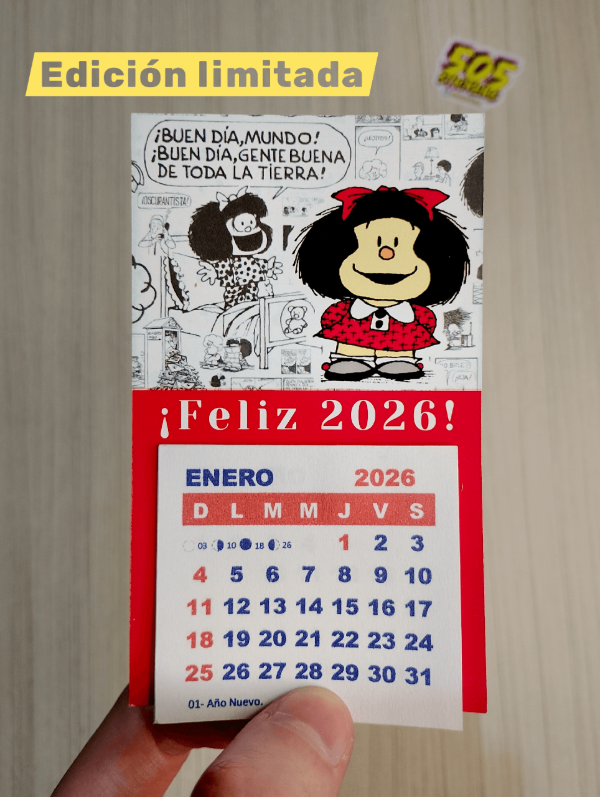 Edición limitada
SOS
¡BUEN DÍA, MUNDO!
¡BUEN DÍA, GENTE BUENA
DE TODA LA TIERRA!
¡OSCURANTISTA!
¡Feliz 2026!
ENERO 2026
D L M M J V S
03 10 18 26 1 2 3
4 5 6 7 8 9 10
11 12 13 14 15 16 17
18 19 20 21 22 23 24
25 26 27 28 29 30 31
01- Año Nuevo.